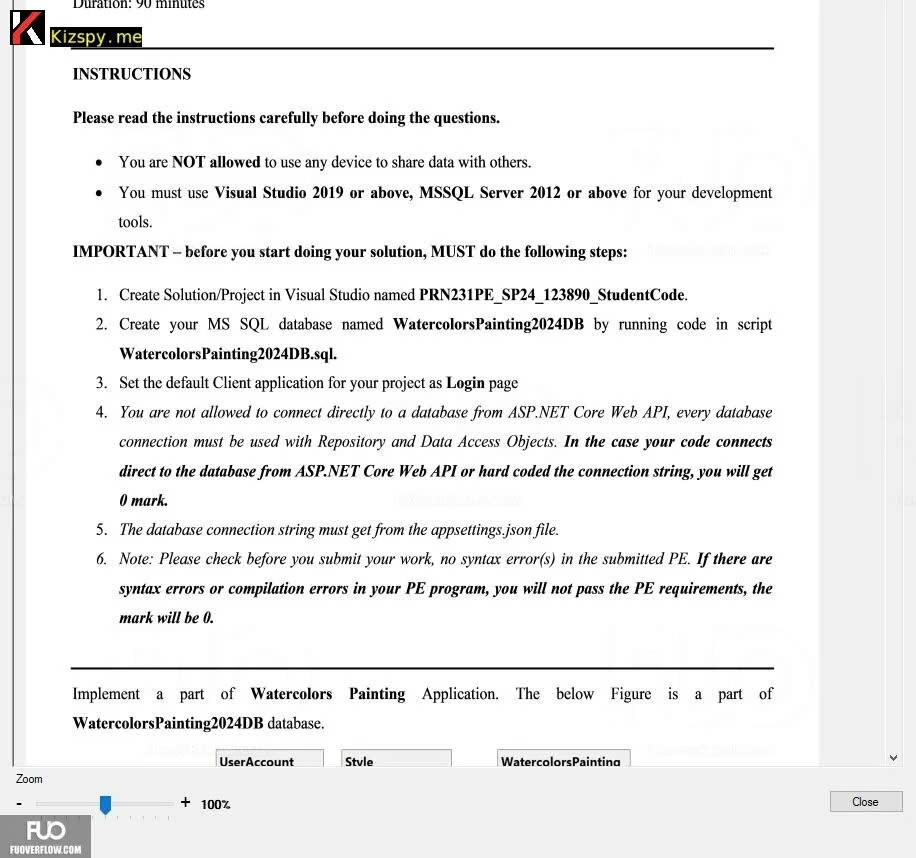 Duration: 90 minutes
Kizspy.me
INSTRUCTIONS
Please read the instructions carefully before doing the questions.
• You are NOT allowed to use any device to share data with others.
• You must use Visual Studio 2019 or above, MSSQL Server 2012 or above for your development
tools.
IMPORTANT – before you start doing your solution, MUST do the following steps:
1. Create Solution/Project in Visual Studio named PRN231PE_SP24_123890_StudentCode.
2. Create your MS SQL database named WatercolorsPainting2024DB by running code in script
WatercolorsPainting2024DB.sql.
3. Set the default Client application for your project as Login page
4. You are not allowed to connect directly to a database from ASP.NET Core Web API, every database
connection must be used with Repository and Data Access Objects. In the case your code connects
direct to the database from ASP.NET Core Web API or hard coded the connection string, you will get
0 mark.
5. The database connection string must get from the appsettings.json file.
6. Note: Please check before you submit your work, no syntax error(s) in the submitted PE. If there are
syntax errors or compilation errors in your PE program, you will not pass the PE requirements, the
mark will be 0.
Implement a part of Watercolors Painting Application. The below Figure is a part of
WatercolorsPainting2024DB database.
UserAccount Style WatercolorsPainting
Zoom
- + 100%
Close
FUO
FUOVERFLOW.COM